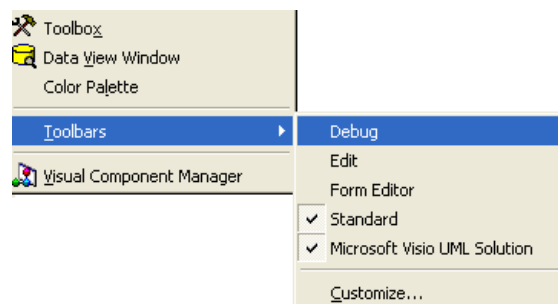 Toolbox
Data View Window
Color Palette
Toolbars
Visual Component Manager
Debug
Edit
Form Editor
Standard
Microsoft Visio UML Solution
Customize...